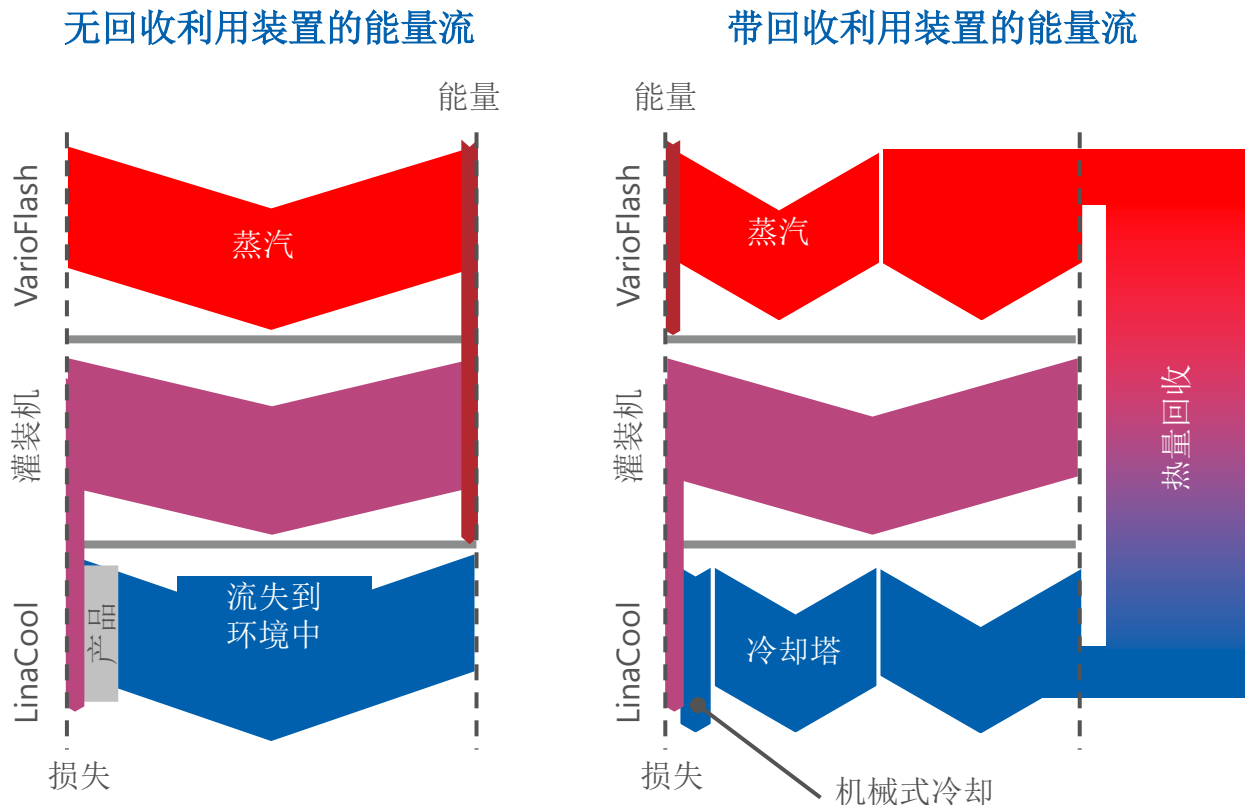 无回收利用装置的能量流
能量
VarioFlash
蒸汽
灌装机
LinaCool
产品
流失到
环境中
损失
带回收利用装置的能量流
能量
VarioFlash
蒸汽
灌装机
热量回收
LinaCool
冷却塔
损失
机械式冷却